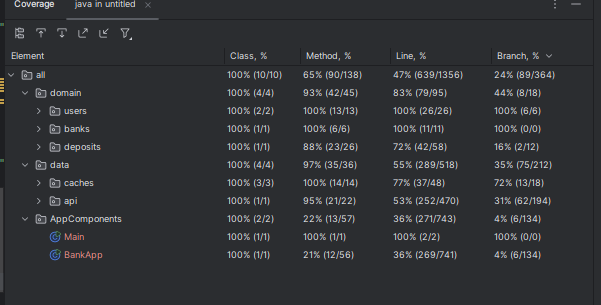 Coverage java in untitled
Element Class, % Method, % Line, % Branch, %
all 100% (10/10) 65% (90/138) 47% (639/1356) 24% (89/364)
domain 100% (4/4) 93% (42/45) 83% (79/95) 44% (8/18)
users 100% (2/2) 100% (13/13) 100% (26/26) 100% (6/6)
banks 100% (1/1) 100% (6/6) 100% (11/11) 100% (0/0)
deposits 100% (1/1) 88% (23/26) 72% (42/58) 16% (2/12)
data 100% (4/4) 97% (35/36) 55% (289/518) 35% (75/212)
caches 100% (3/3) 100% (14/14) 77% (37/48) 72% (13/18)
api 100% (1/1) 95% (21/22) 53% (252/470) 31% (62/194)
AppComponents 100% (2/2) 22% (13/57) 36% (271/743) 4% (6/134)
Main 100% (1/1) 100% (1/1) 100% (2/2) 100% (0/0)
BankApp 100% (1/1) 21% (12/56) 36% (269/741) 4% (6/134)